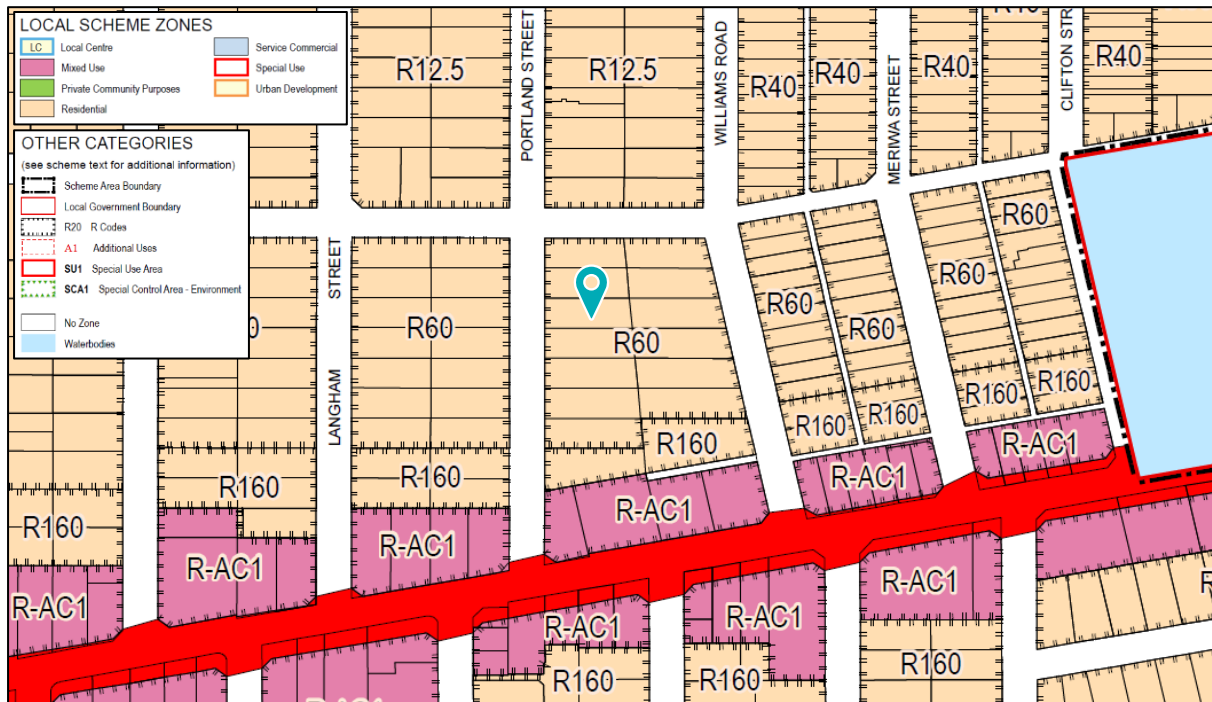 LOCAL SCHEME ZONES
LC Local Centre
Service Commercial
Mixed Use
Special Use
Private Community Purposes
Urban Development
Residential
OTHER CATEGORIES
(see scheme text for additional information)
Scheme Area Boundary
Local Government Boundary
R20 R Codes
A1 Additional Uses
SU1 Special Use Area
SCA1 Special Control Area - Environment
No Zone
Waterbodies
PORTLAND STREET
WILLIAMS ROAD
MERIWA STREET
CLIFTON STR
LANGHAM STREET
R12.5
R12.5
R40
R40
R40
R40
R60
R60
R60
R60
R60
R60
R160
R160
R160
R160
R160
R160
R160
R160
R-AC1
R-AC1
R-AC1
R-AC1
R-AC1
R-AC1
R-AC1
R-AC1
R-AC1
R160
R160
R160